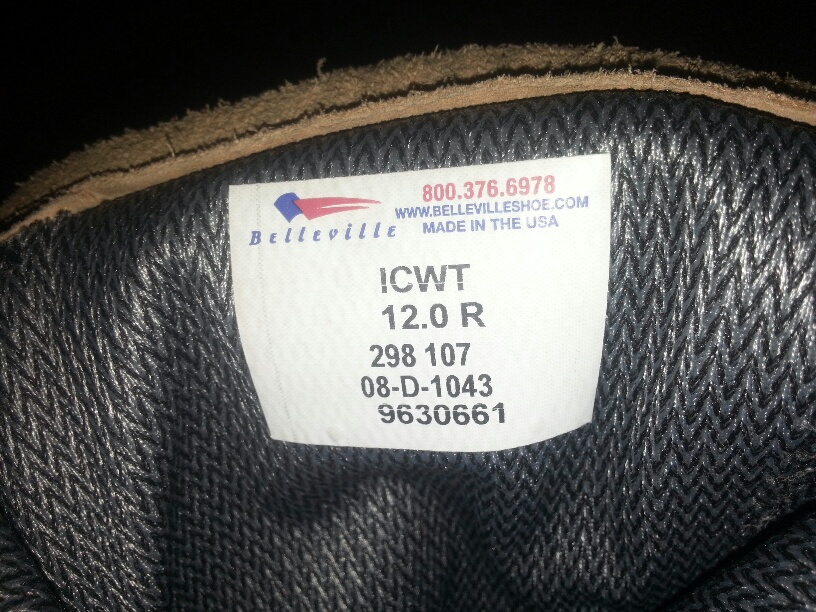 Belleville
800.376.6978
WWW.BELLEVILLESHOE.COM
MADE IN THE USA
ICWT
12.0 R
298 107
08-D-1043
9630661